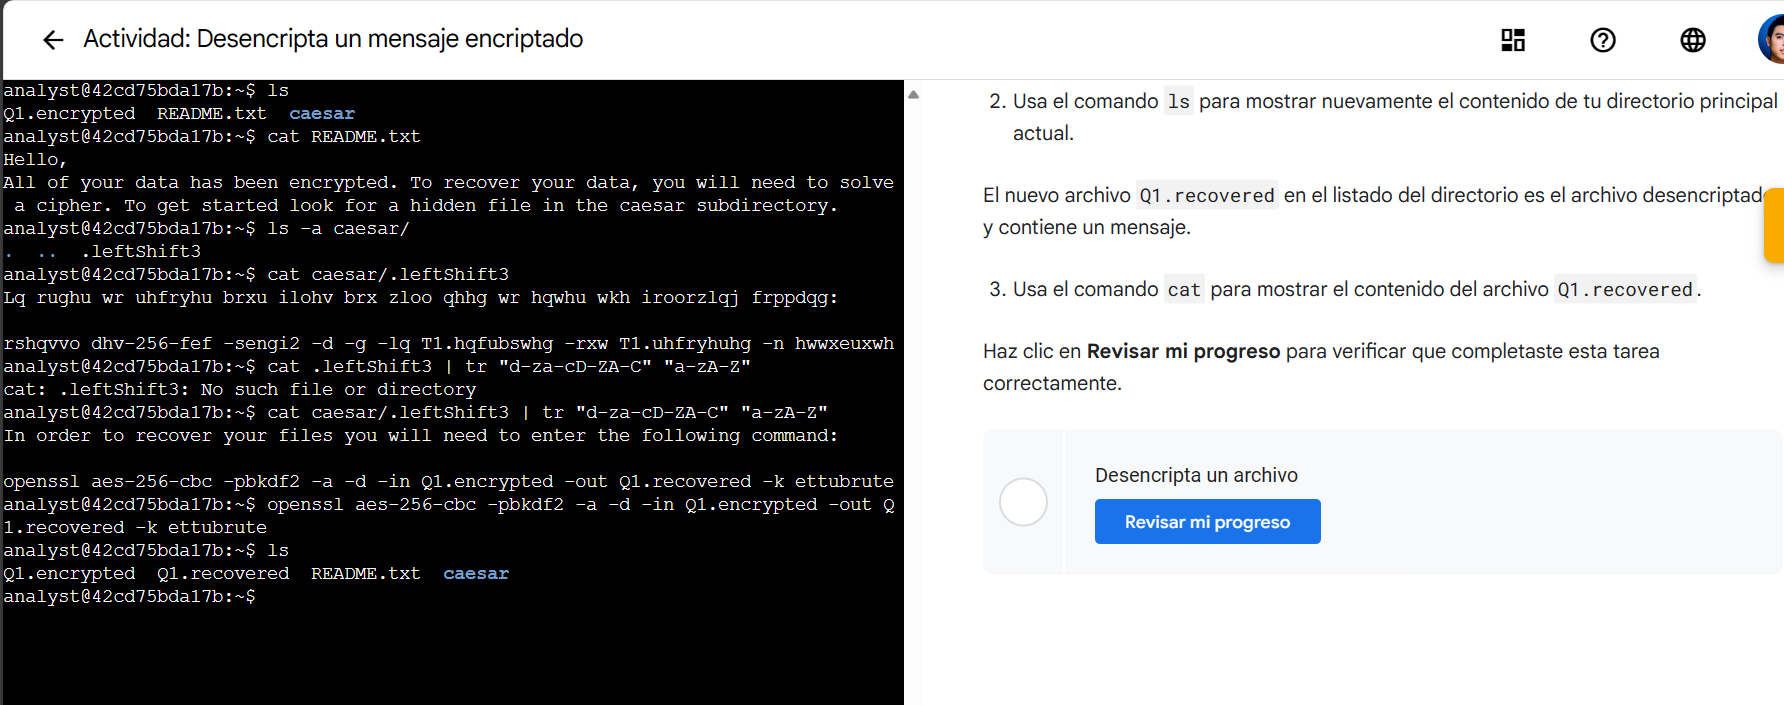 Actividad: Desencripta un mensaje encriptado
analyst@42cd75bda17b:~$ ls
Q1.encrypted  README.txt  caesar
analyst@42cd75bda17b:~$ cat README.txt
Hello,
All of your data has been encrypted. To recover your data, you will need to solve
 a cipher. To get started look for a hidden file in the caesar subdirectory.
analyst@42cd75bda17b:~$ ls -a caesar/
.  ..  .leftShift3
analyst@42cd75bda17b:~$ cat caesar/.leftShift3
Lq rughu wr uhfryhu brxu ilohv brx zloo qhhg wr hqwhu wkh iroorzlqj frppdqg:
rshqvvo dhv-256-fef -sengi2 -d -g -lq T1.hqfubswhg -rxw T1.uhfryhuhg -n hwwxeuxwh
analyst@42cd75bda17b:~$ cat .leftShift3 | tr "d-za-cD-ZA-C" "a-zA-Z"
cat: .leftShift3: No such file or directory
analyst@42cd75bda17b:~$ cat caesar/.leftShift3 | tr "d-za-cD-ZA-C" "a-zA-Z"
In order to recover your files you will need to enter the following command:
openssl aes-256-cbc -pbkdf2 -a -d -in Q1.encrypted -out Q1.recovered -k ettubrute
analyst@42cd75bda17b:~$ openssl aes-256-cbc -pbkdf2 -a -d -in Q1.encrypted -out Q
1.recovered -k ettubrute
analyst@42cd75bda17b:~$ ls
Q1.encrypted  Q1.recovered  README.txt  caesar
analyst@42cd75bda17b:~$
2. Usa el comando ls para mostrar nuevamente el contenido de tu directorio principal
actual.
El nuevo archivo Q1.recovered en el listado del directorio es el archivo desencriptad
y contiene un mensaje.
3. Usa el comando cat para mostrar el contenido del archivo Q1.recovered.
Haz clic en Revisar mi progreso para verificar que completaste esta tarea
correctamente.
Desencripta un archivo
Revisar mi progreso